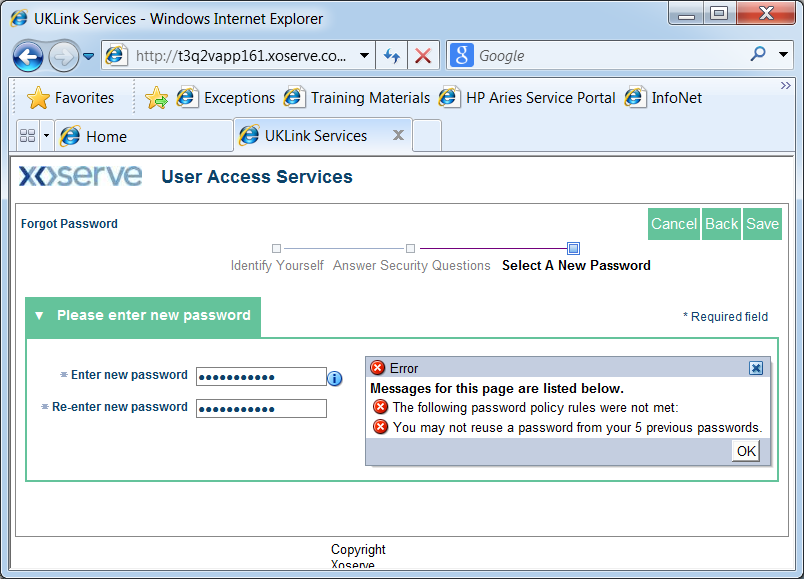 UKLink Services - Windows Internet Explorer
http://t3q2vapp161.xoserve.co...
Google
Favorites Exceptions Training Materials HP Aries Service Portal InfoNet
Home UKLink Services
xoserve User Access Services
Forgot Password
Cancel Back Save
Identify Yourself Answer Security Questions Select A New Password
Please enter new password
* Required field
* Enter new password
* Re-enter new password
Error
Messages for this page are listed below.
The following password policy rules were not met:
You may not reuse a password from your 5 previous passwords.
OK
Copyright
Xoserve